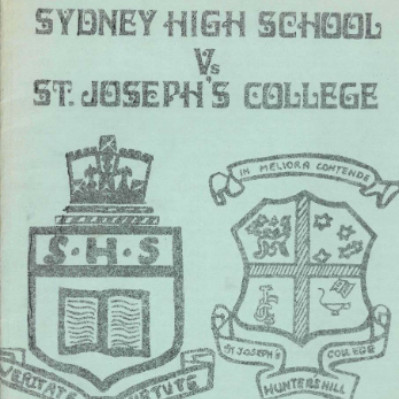 SYDNEY HIGH SCHOOL
Vs
ST. JOSEPH'S COLLEGE
IN MELIORA CONTENDE
S·H·S
ST JOSEPH'S COLLEGE
HUNTERSHILL
VERITATE VIRTUTE